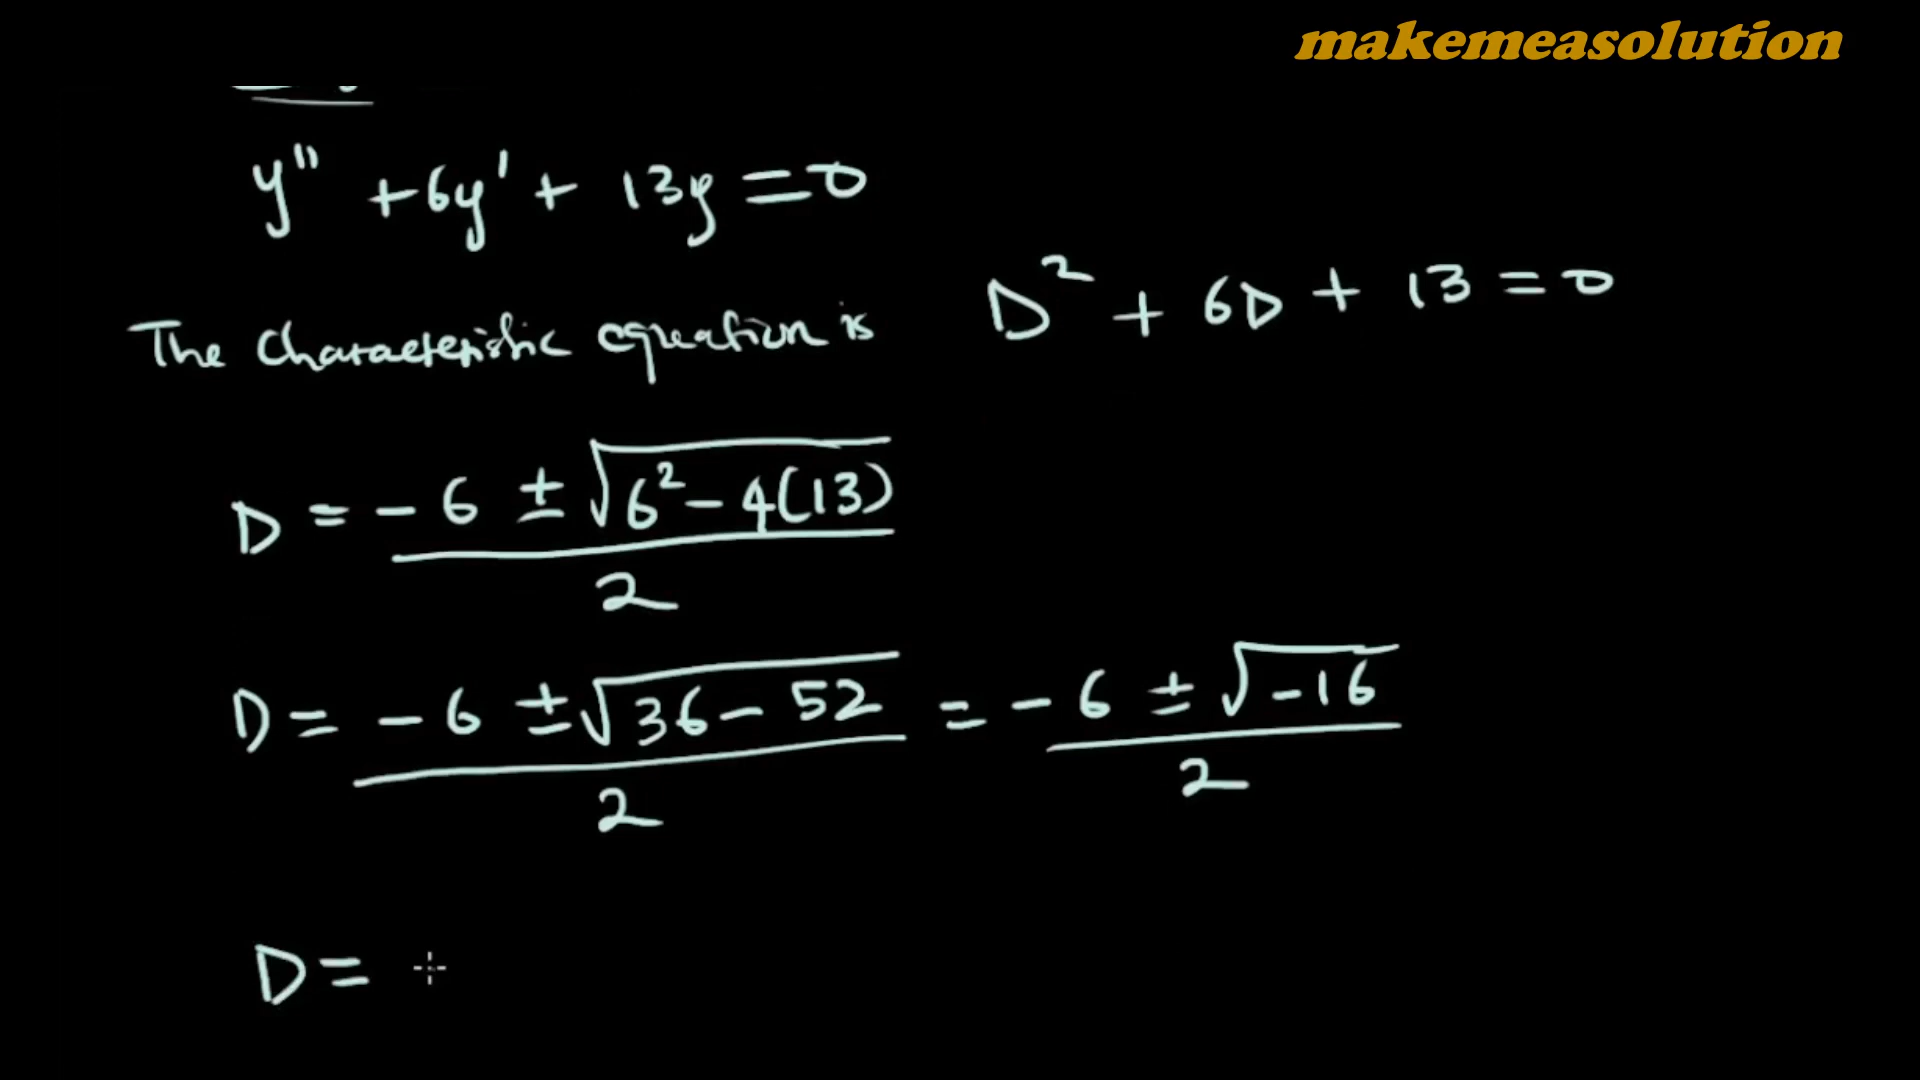 makemeasolution
y'' + 6y' + 13y = 0
The characteristic equation is D² + 6D + 13 = 0
D = -6 ± √(6² - 4(13)) / 2
D = -6 ± √(36 - 52) / 2 = -6 ± √(-16) / 2
D =